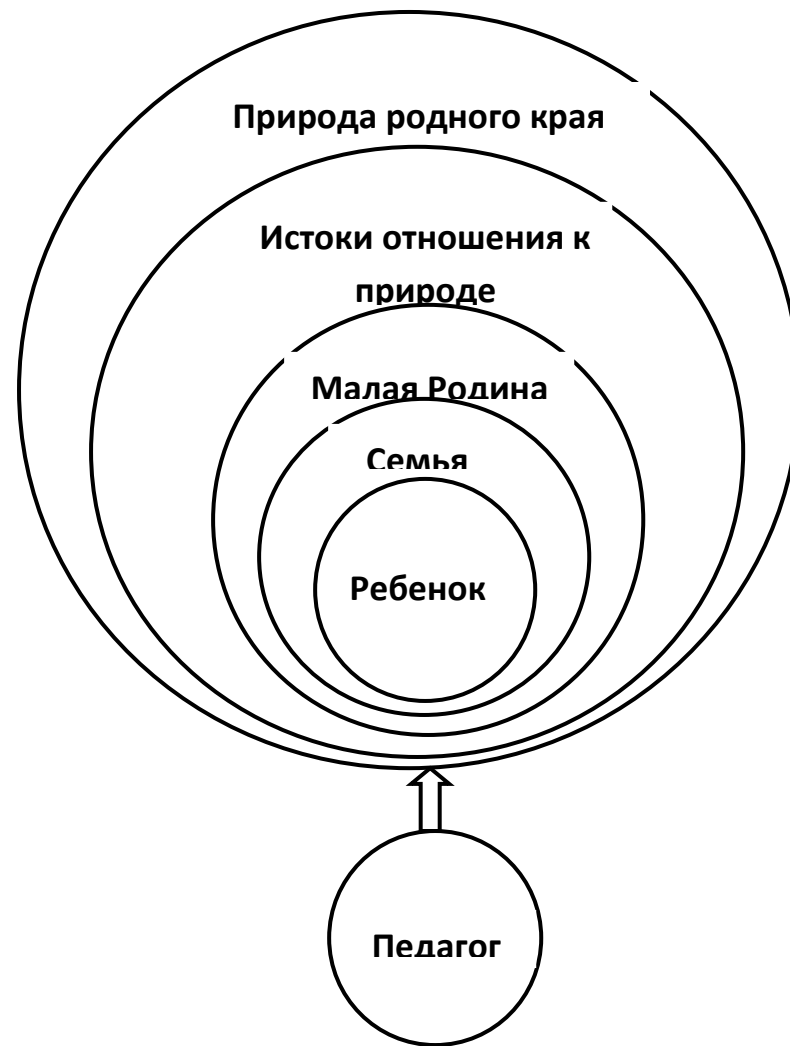 Природа родного края
Истоки отношения к
природе
Малая Родина
Семья
Ребенок
Педагог